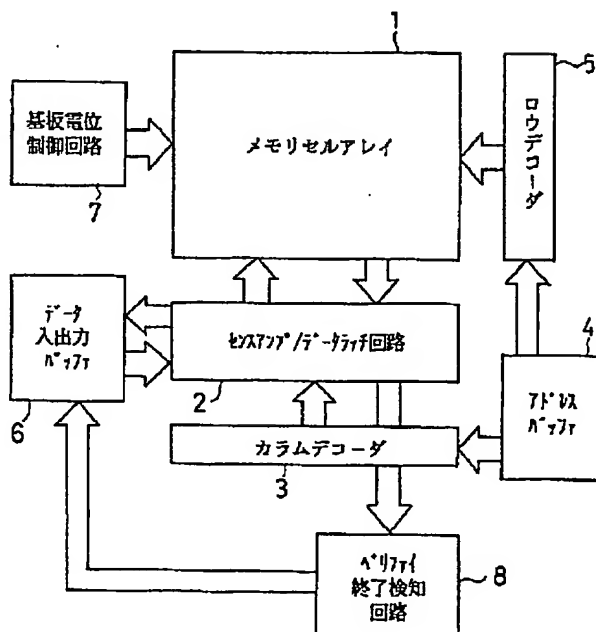 1
5
基板電位
制御回路
7
メモリセルアレイ
ロウデコーダ
データ
入出力
バッファ
6
センスアンプ/データラッチ回路
2
4
アドレス
バッファ
カラムデコーダ
3
ベリファイ
終了検知
回路
8